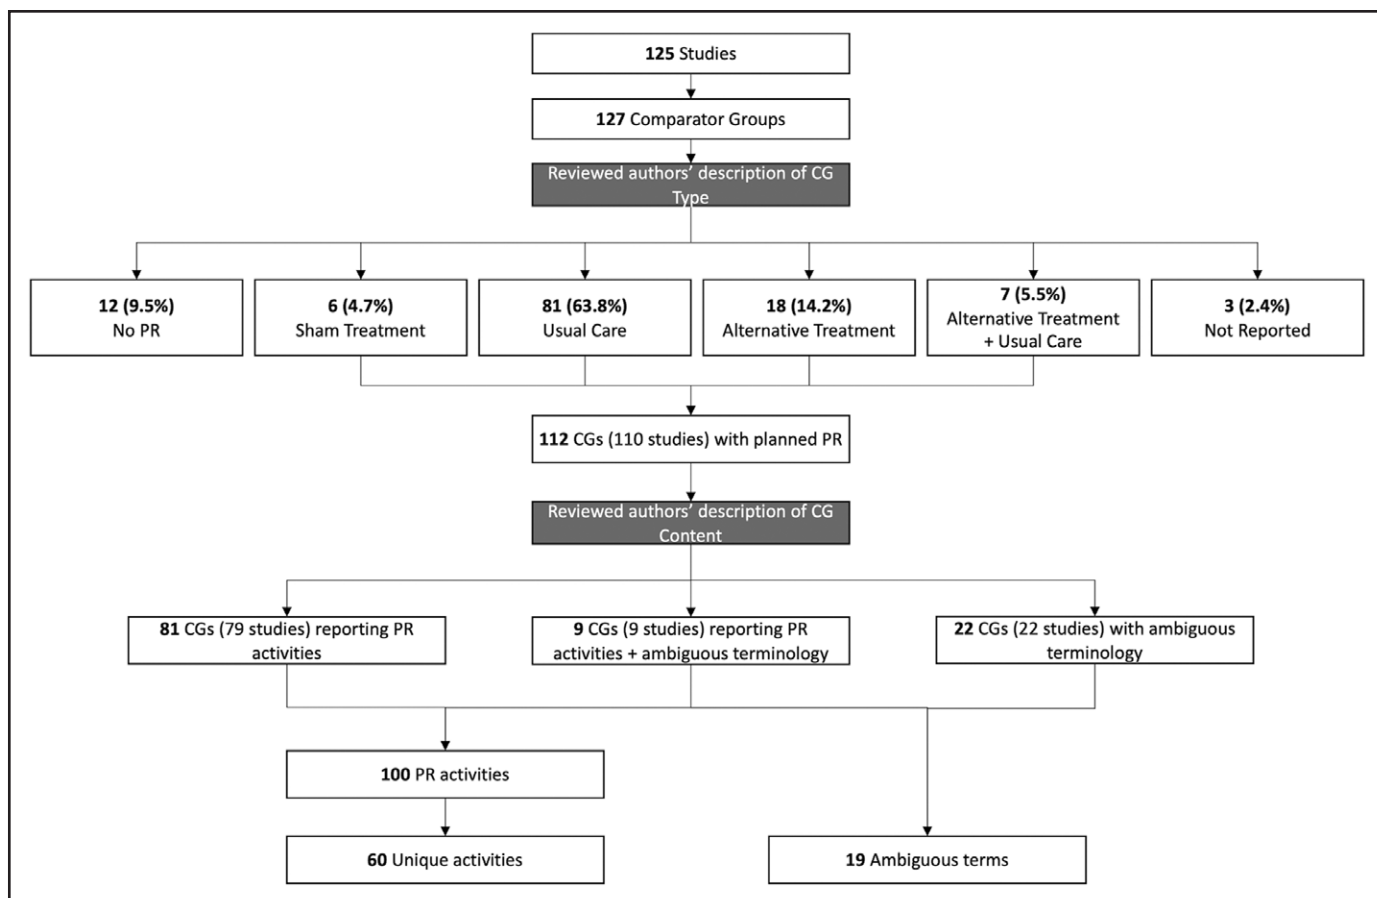 125 Studies
127 Comparator Groups
Reviewed authors' description of CG
Type
12 (9.5%)
No PR
6 (4.7%)
Sham Treatment
81 (63.8%)
Usual Care
18 (14.2%)
Alternative Treatment
7 (5.5%)
Alternative Treatment
+ Usual Care
3 (2.4%)
Not Reported
112 CGs (110 studies) with planned PR
Reviewed authors' description of CG
Content
81 CGs (79 studies) reporting PR
activities
9 CGs (9 studies) reporting PR
activities + ambiguous terminology
22 CGs (22 studies) with ambiguous
terminology
100 PR activities
60 Unique activities
19 Ambiguous terms